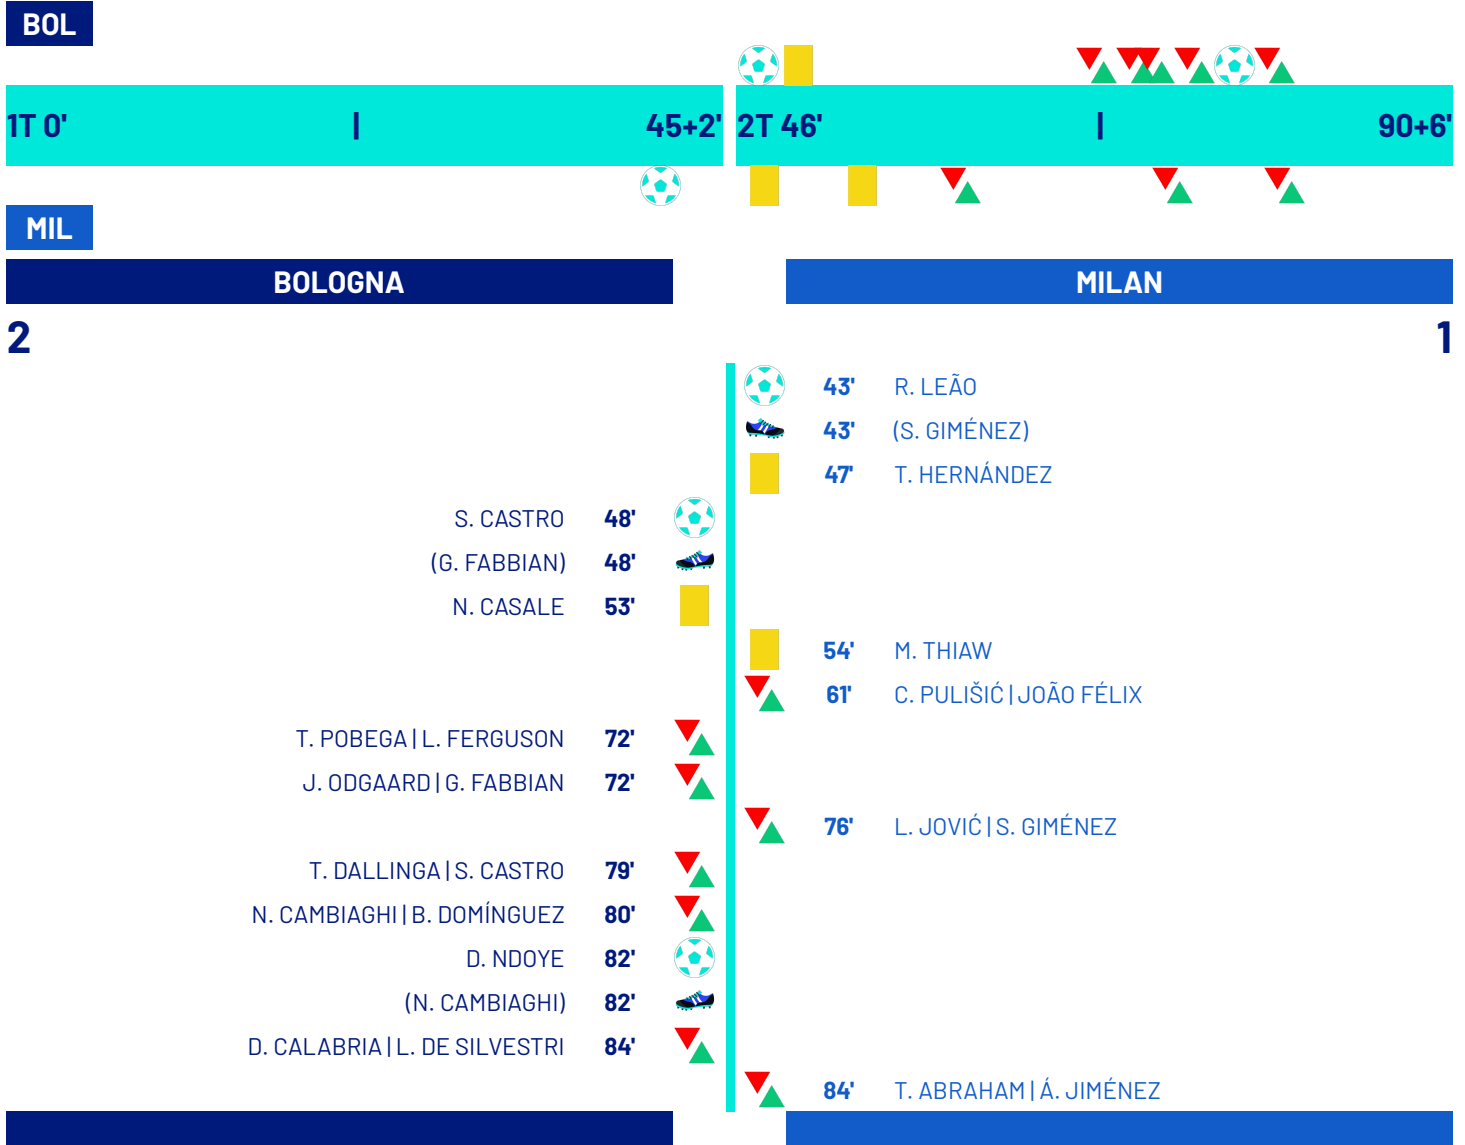 BOL
1T 0' | 45+2' 2T 46' | 90+6'
MIL
BOLOGNA MILAN
2 1
43' R. LEÃO
43' (S. GIMÉNEZ)
47' T. HERNÁNDEZ
S. CASTRO 48'
(G. FABBIAN) 48'
N. CASALE 53'
54' M. THIAW
61' C. PULIŠIĆ | JOÃO FÉLIX
T. POBEGA | L. FERGUSON 72'
J. ODGAARD | G. FABBIAN 72'
76' L. JOVIĆ | S. GIMÉNEZ
T. DALLINGA | S. CASTRO 79'
N. CAMBIAGHI | B. DOMÍNGUEZ 80'
D. NDOYE 82'
(N. CAMBIAGHI) 82'
D. CALABRIA | L. DE SILVESTRI 84'
84' T. ABRAHAM | Á. JIMÉNEZ